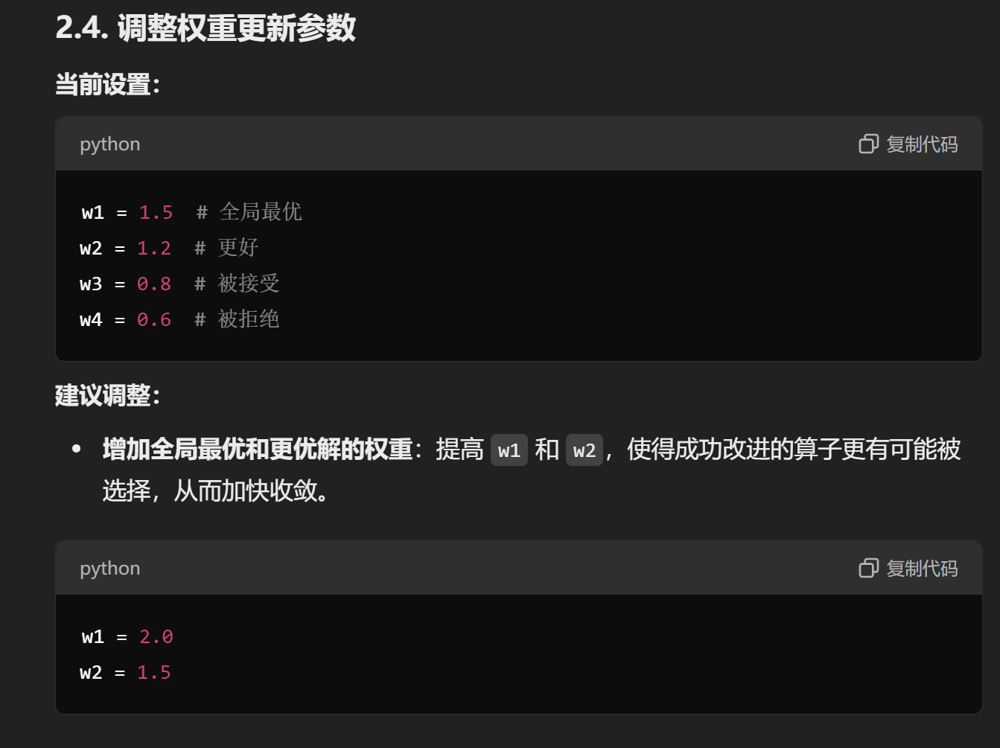 2.4. 调整权重更新参数
当前设置：
python
复制代码
w1 = 1.5  # 全局最优
w2 = 1.2  # 更好
w3 = 0.8  # 被接受
w4 = 0.6  # 被拒绝
建议调整：
• 增加全局最优和更优解的权重：提高 w1 和 w2，使得成功改进的算子更有可能被
选择，从而加快收敛。
python
复制代码
w1 = 2.0
w2 = 1.5